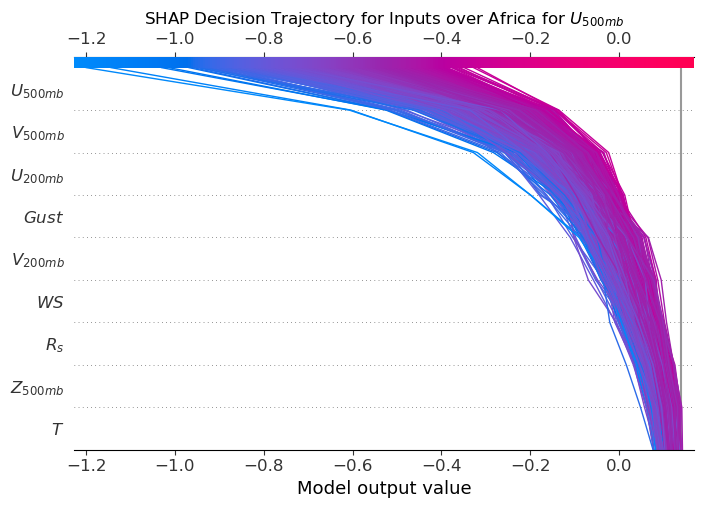 SHAP Decision Trajectory for Inputs over Africa for U500mb
−1.2 −1.0 −0.8 −0.6 −0.4 −0.2 0.0
U500mb
V500mb
U200mb
Gust
V200mb
WS
Rs
Z500mb
T
−1.2 −1.0 −0.8 −0.6 −0.4 −0.2 0.0
Model output value